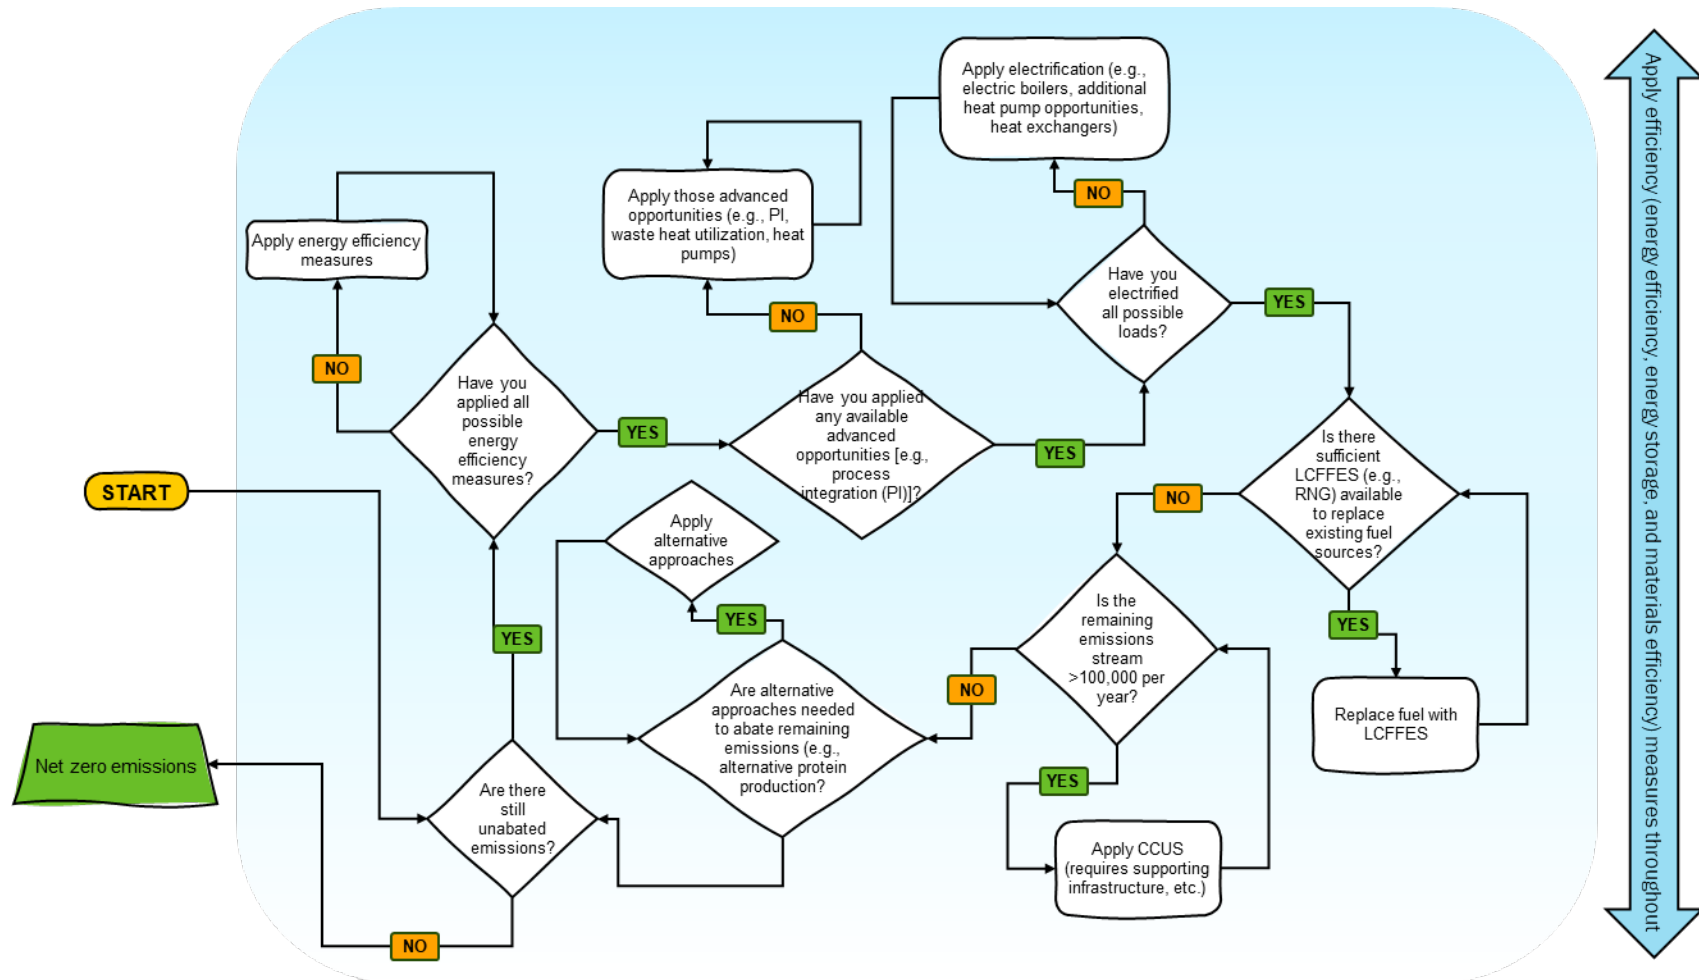 Apply electrification (e.g.,
electric boilers, additional
heat pump opportunities,
heat exchangers)
NO
Apply those advanced
opportunities (e.g., PI,
waste heat utilization, heat
pumps)
NO
Apply energy efficiency
measures
NO
Have you
electrified
all possible
loads?
YES
Have you
applied all
possible
energy
efficiency
measures?
YES
Have you applied
any available
advanced
opportunities [e.g.,
process
integration (PI)]?
YES
Is there
sufficient
LCFFES (e.g.,
RNG) available
to replace
existing fuel
sources?
NO
YES
START
Apply
alternative
approaches
YES
YES
Is the
remaining
emissions
stream
>100,000 per
year?
NO
YES
Replace fuel with
LCFFES
Are alternative
approaches needed
to abate remaining
emissions (e.g.,
alternative protein
production?
Net zero emissions
Are there
still
unabated
emissions?
Apply CCUS
(requires supporting
infrastructure, etc.)
NO
Apply efficiency (energy efficiency, energy storage, and materials efficiency) measures throughout